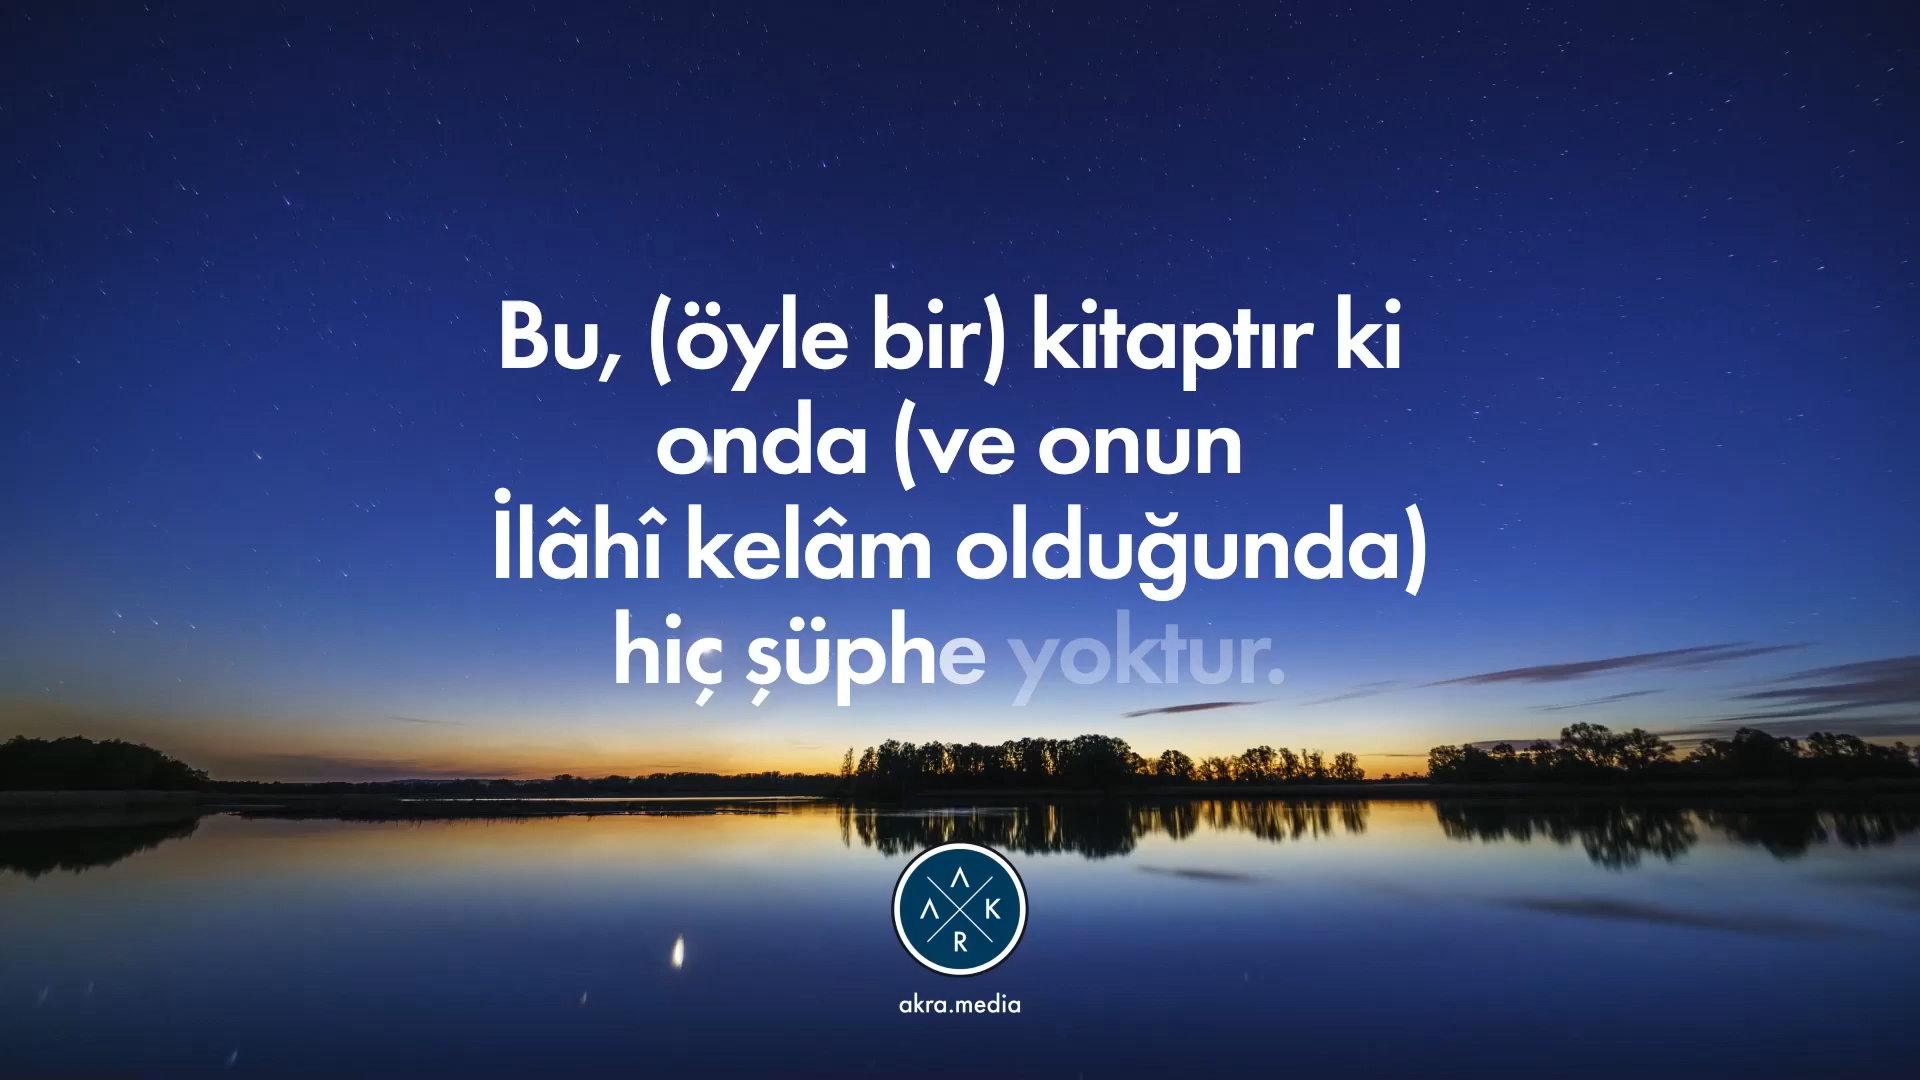 Bu, (öyle bir) kitaptır ki
onda (ve onun
İlâhî kelâm olduğunda)
hiç şüphe yoktur.
A
A K
R
akra.media